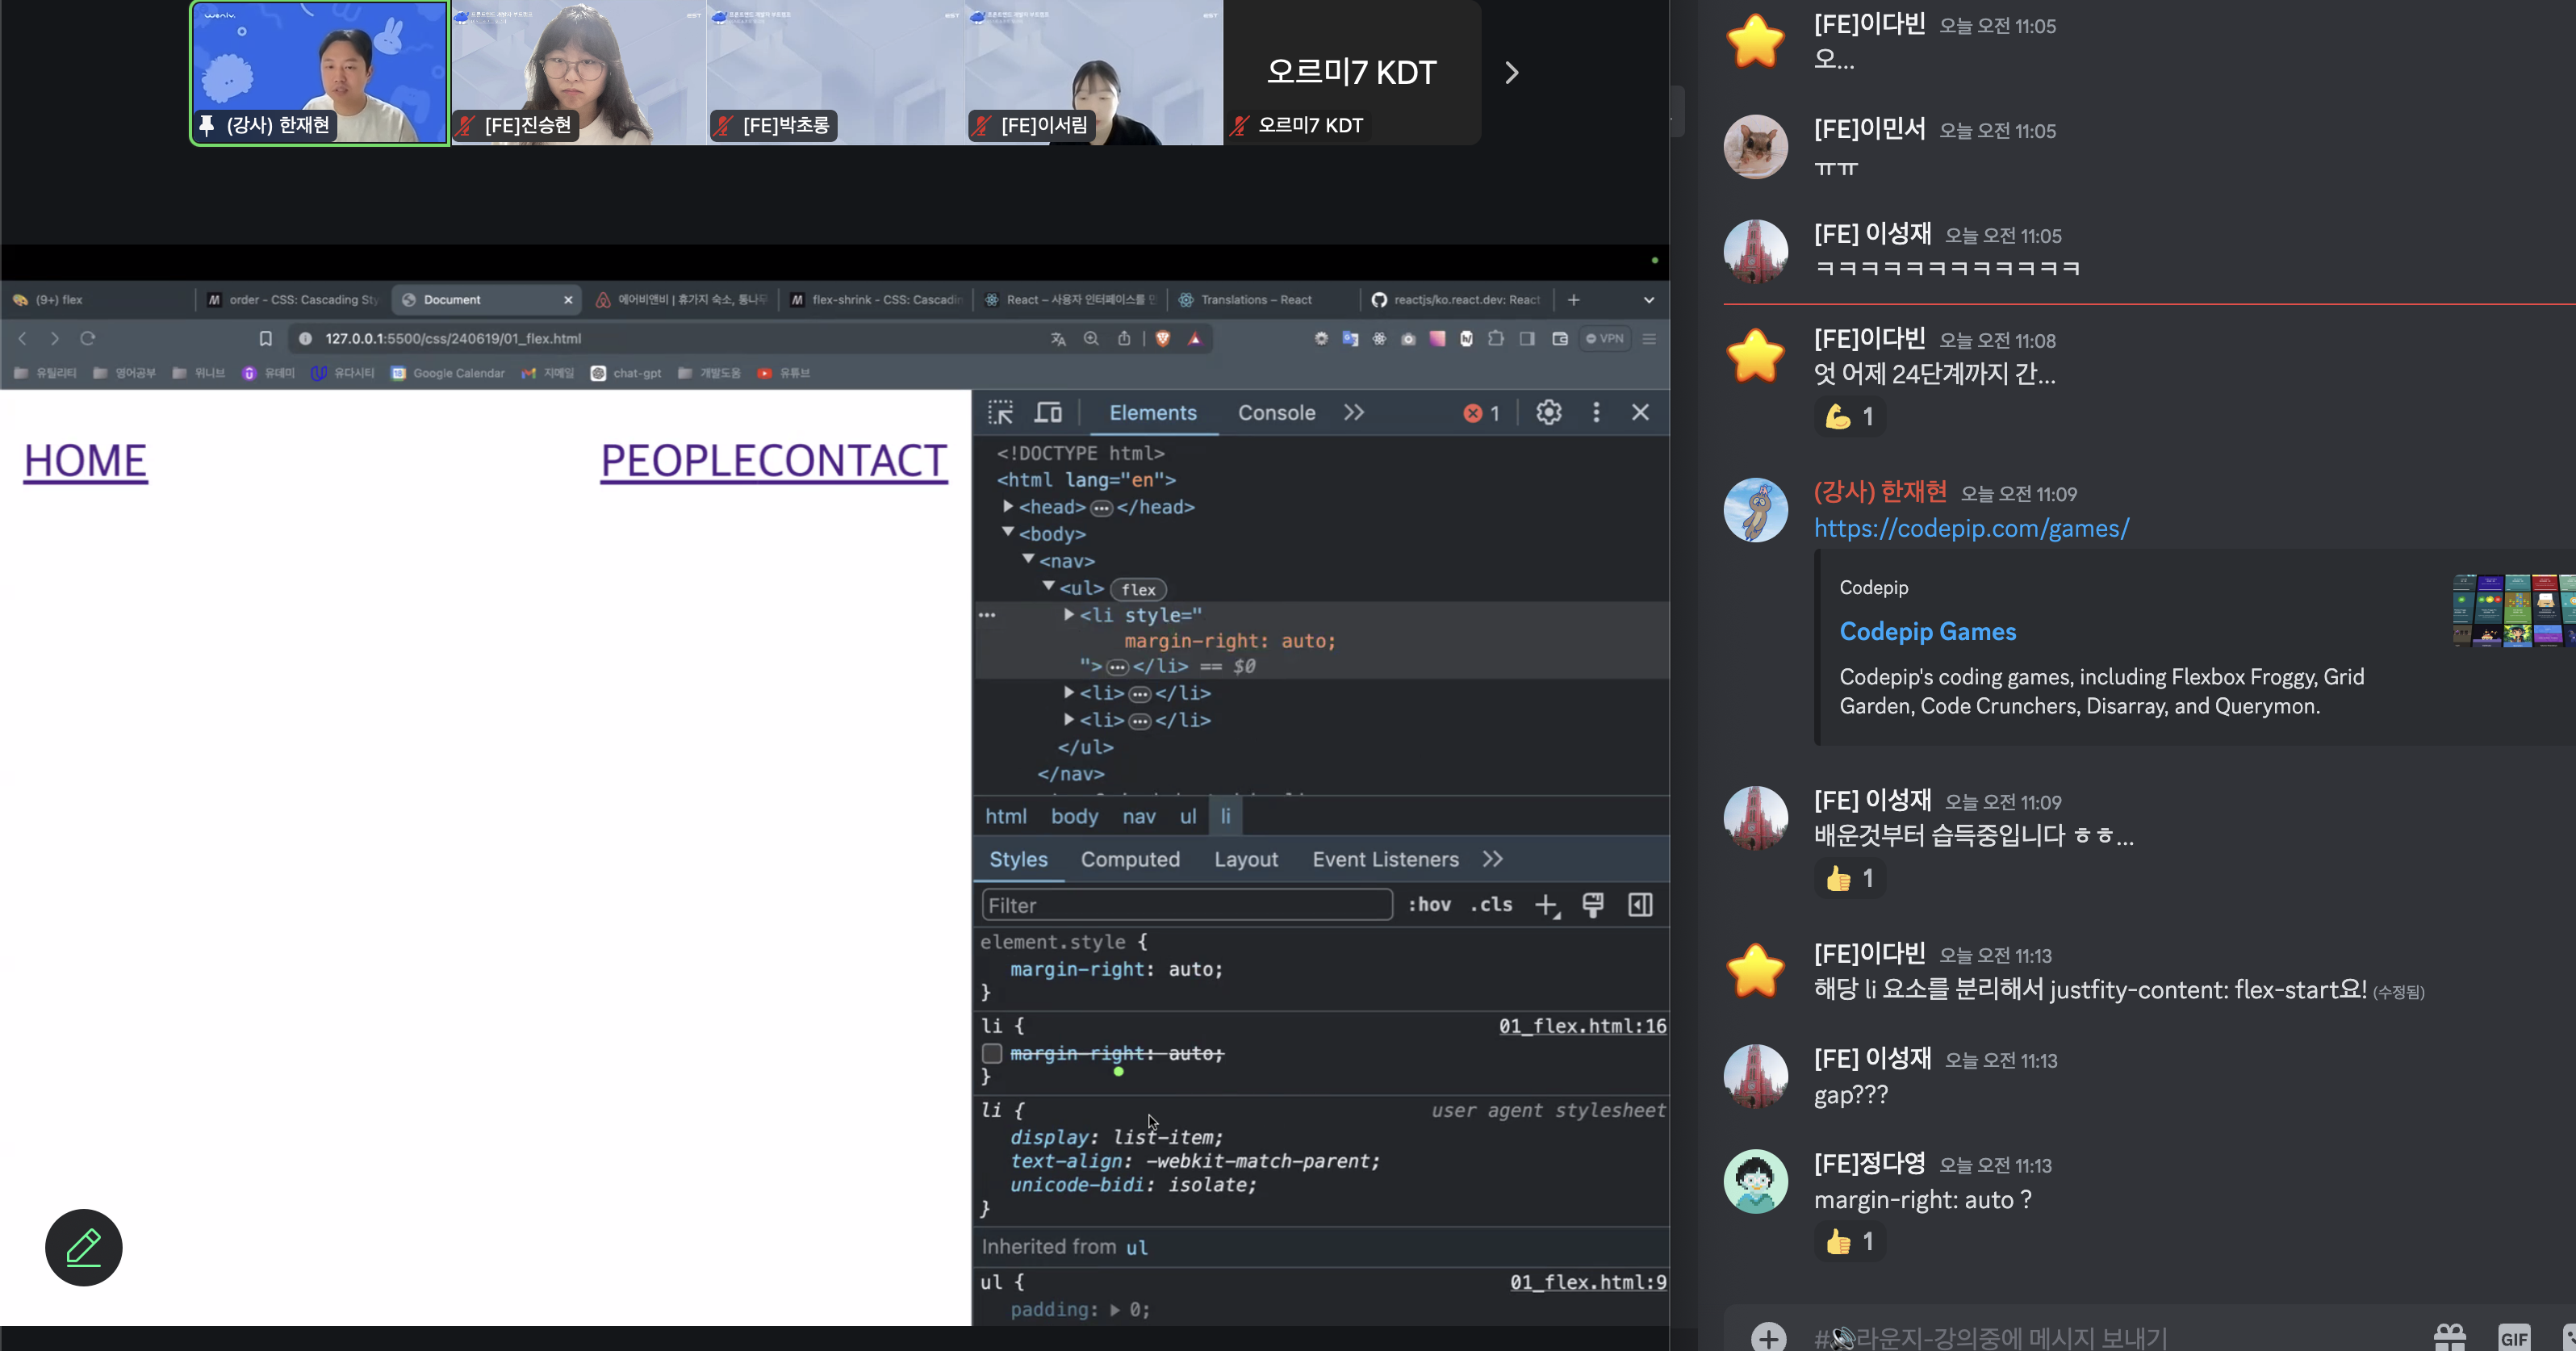 weniv.
(강사) 한재현
[FE]진승현
[FE]박초롱
[FE]이서림
오르미7 KDT
오르미7 KDT
(9+) flex
order - CSS: Cascading Sty
Document
에어비앤비 | 휴가지 숙소, 통나무
flex-shrink - CSS: Cascadin
React – 사용자 인터페이스를 만
Translations – React
reactjs/ko.react.dev: React
127.0.0.1:5500/css/240619/01_flex.html
VPN
유틸리티
영어공부
위니브
유데미
유다시티
Google Calendar
지메일
chat-gpt
개발도움
유튜브
HOME
PEOPLECONTACT
Elements
Console
1
<!DOCTYPE html>
<html lang="en">
<head>…</head>
<body>
<nav>
<ul> flex
<li style="
margin-right: auto;
">…</li> == $0
<li>…</li>
<li>…</li>
</ul>
</nav>
html body nav ul li
Styles Computed Layout Event Listeners
Filter
:hov .cls
element.style {
margin-right: auto;
}
li {
01_flex.html:16
margin-right: auto;
}
li {
user agent stylesheet
display: list-item;
text-align: -webkit-match-parent;
unicode-bidi: isolate;
}
Inherited from ul
ul {
01_flex.html:9
padding: ▶ 0;
[FE]이다빈 오늘 오전 11:05
오...
[FE]이민서 오늘 오전 11:05
ㅠㅠ
[FE] 이성재 오늘 오전 11:05
ㅋㅋㅋㅋㅋㅋㅋㅋㅋㅋㅋㅋ
[FE]이다빈 오늘 오전 11:08
엇 어제 24단계까지 간...
1
(강사) 한재현 오늘 오전 11:09
https://codepip.com/games/
Codepip
Codepip Games
Codepip's coding games, including Flexbox Froggy, Grid
Garden, Code Crunchers, Disarray, and Querymon.
[FE] 이성재 오늘 오전 11:09
배운것부터 습득중입니다 ㅎㅎ...
1
[FE]이다빈 오늘 오전 11:13
해당 li 요소를 분리해서 justfity-content: flex-start요! (수정됨)
[FE] 이성재 오늘 오전 11:13
gap???
[FE]정다영 오늘 오전 11:13
margin-right: auto ?
1
#🔊라운지-강의중에 메시지 보내기
GIF